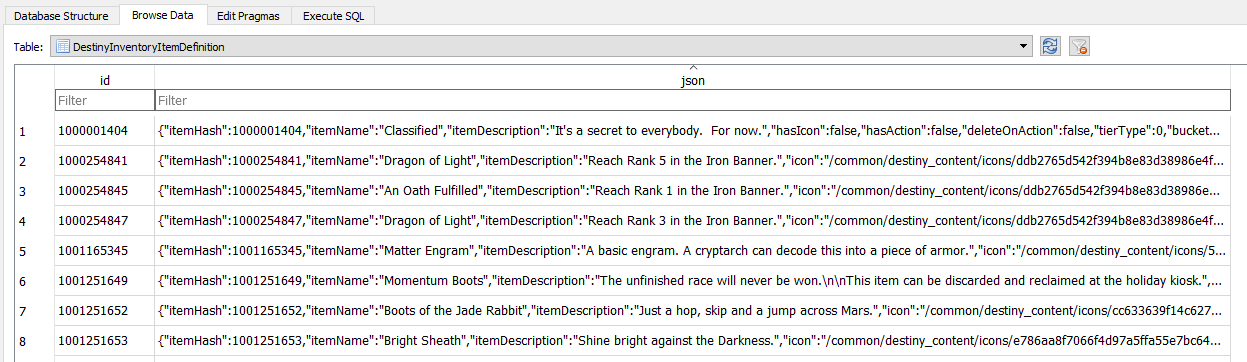 Database Structure Browse Data Edit Pragmas Execute SQL
Table: DestinyInventoryItemDefinition
id json
Filter Filter
1 1000001404 {"itemHash":1000001404,"itemName":"Classified","itemDescription":"It's a secret to everybody.  For now.","hasIcon":false,"hasAction":false,"deleteOnAction":false,"tierType":0,"bucket...
2 1000254841 {"itemHash":1000254841,"itemName":"Dragon of Light","itemDescription":"Reach Rank 5 in the Iron Banner.","icon":"/common/destiny_content/icons/ddb2765d542f394b8e83d38986e4f...
3 1000254845 {"itemHash":1000254845,"itemName":"An Oath Fulfilled","itemDescription":"Reach Rank 1 in the Iron Banner.","icon":"/common/destiny_content/icons/ddb2765d542f394b8e83d38986e...
4 1000254847 {"itemHash":1000254847,"itemName":"Dragon of Light","itemDescription":"Reach Rank 3 in the Iron Banner.","icon":"/common/destiny_content/icons/ddb2765d542f394b8e83d38986e4f...
5 1001165345 {"itemHash":1001165345,"itemName":"Matter Engram","itemDescription":"A basic engram. A cryptarch can decode this into a piece of armor.","icon":"/common/destiny_content/icons/5...
6 1001251649 {"itemHash":1001251649,"itemName":"Momentum Boots","itemDescription":"The unfinished race will never be won.\n\nThis item can be discarded and reclaimed at the holiday kiosk.",...
7 1001251652 {"itemHash":1001251652,"itemName":"Boots of the Jade Rabbit","itemDescription":"Just a hop, skip and a jump across Mars.","icon":"/common/destiny_content/icons/cc633639f14c627...
8 1001251653 {"itemHash":1001251653,"itemName":"Bright Sheath","itemDescription":"Shine bright against the Darkness.","icon":"/common/destiny_content/icons/e786aa8f7066f4d97a5ffa55e7bc64...